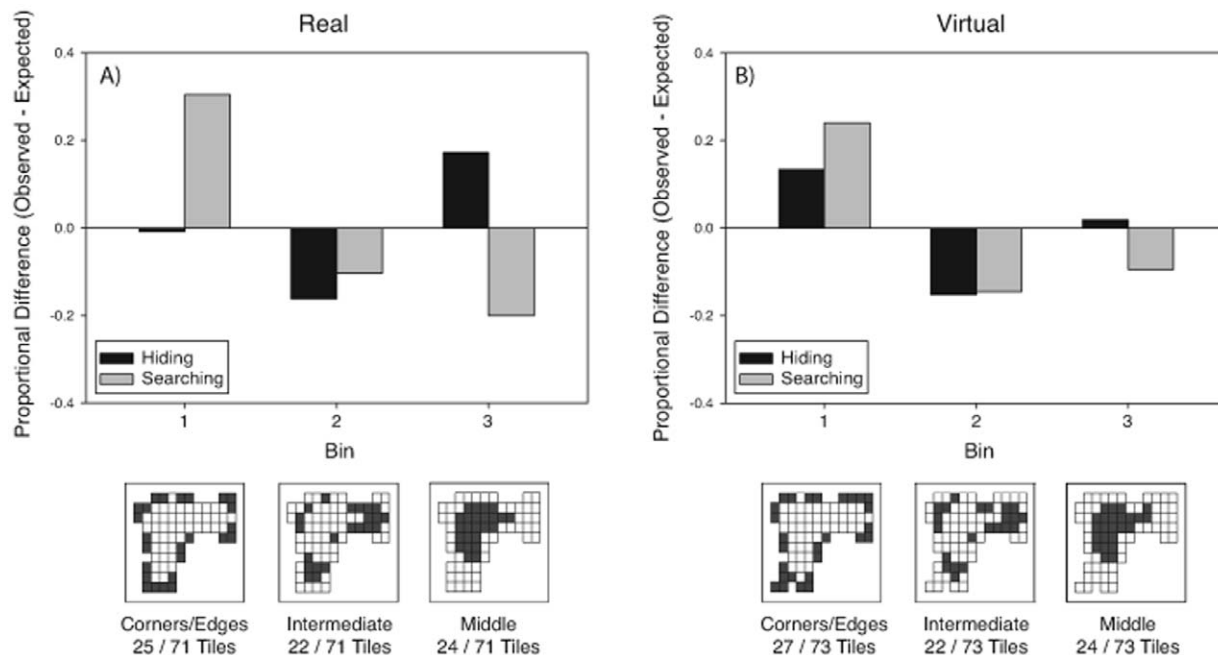 Real
Proportional Difference (Observed - Expected)
A)
0.4
0.2
0.0
-0.2
-0.4
Hiding
Searching
1 2 3
Bin
Corners/Edges Intermediate Middle
25 / 71 Tiles 22 / 71 Tiles 24 / 71 Tiles
Virtual
Proportional Difference (Observed - Expected)
B)
0.4
0.2
0.0
-0.2
-0.4
Hiding
Searching
1 2 3
Bin
Corners/Edges Intermediate Middle
27 / 73 Tiles 22 / 73 Tiles 24 / 73 Tiles